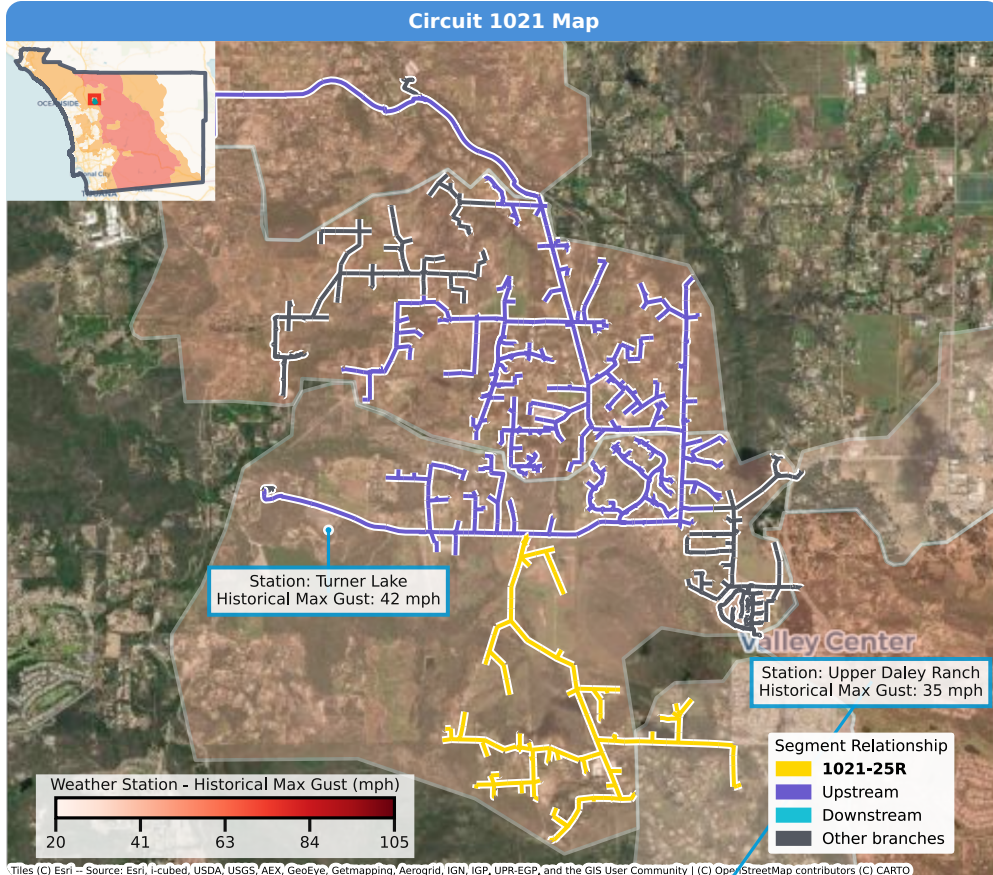 Circuit 1021 Map
OCEANSIDE
Station: Turner Lake
Historical Max Gust: 42 mph
Valley Center
Station: Upper Daley Ranch
Historical Max Gust: 35 mph
Segment Relationship
1021-25R
Upstream
Downstream
Other branches
Weather Station - Historical Max Gust (mph)
20 41 63 84 105
Tiles (C) Esri -- Source: Esri, i-cubed, USDA, USGS, AEX, GeoEye, Getmapping, Aerogrid, IGN, IGP, UPR-EGP, and the GIS User Community | (C) OpenStreetMap contributors (C) CARTO